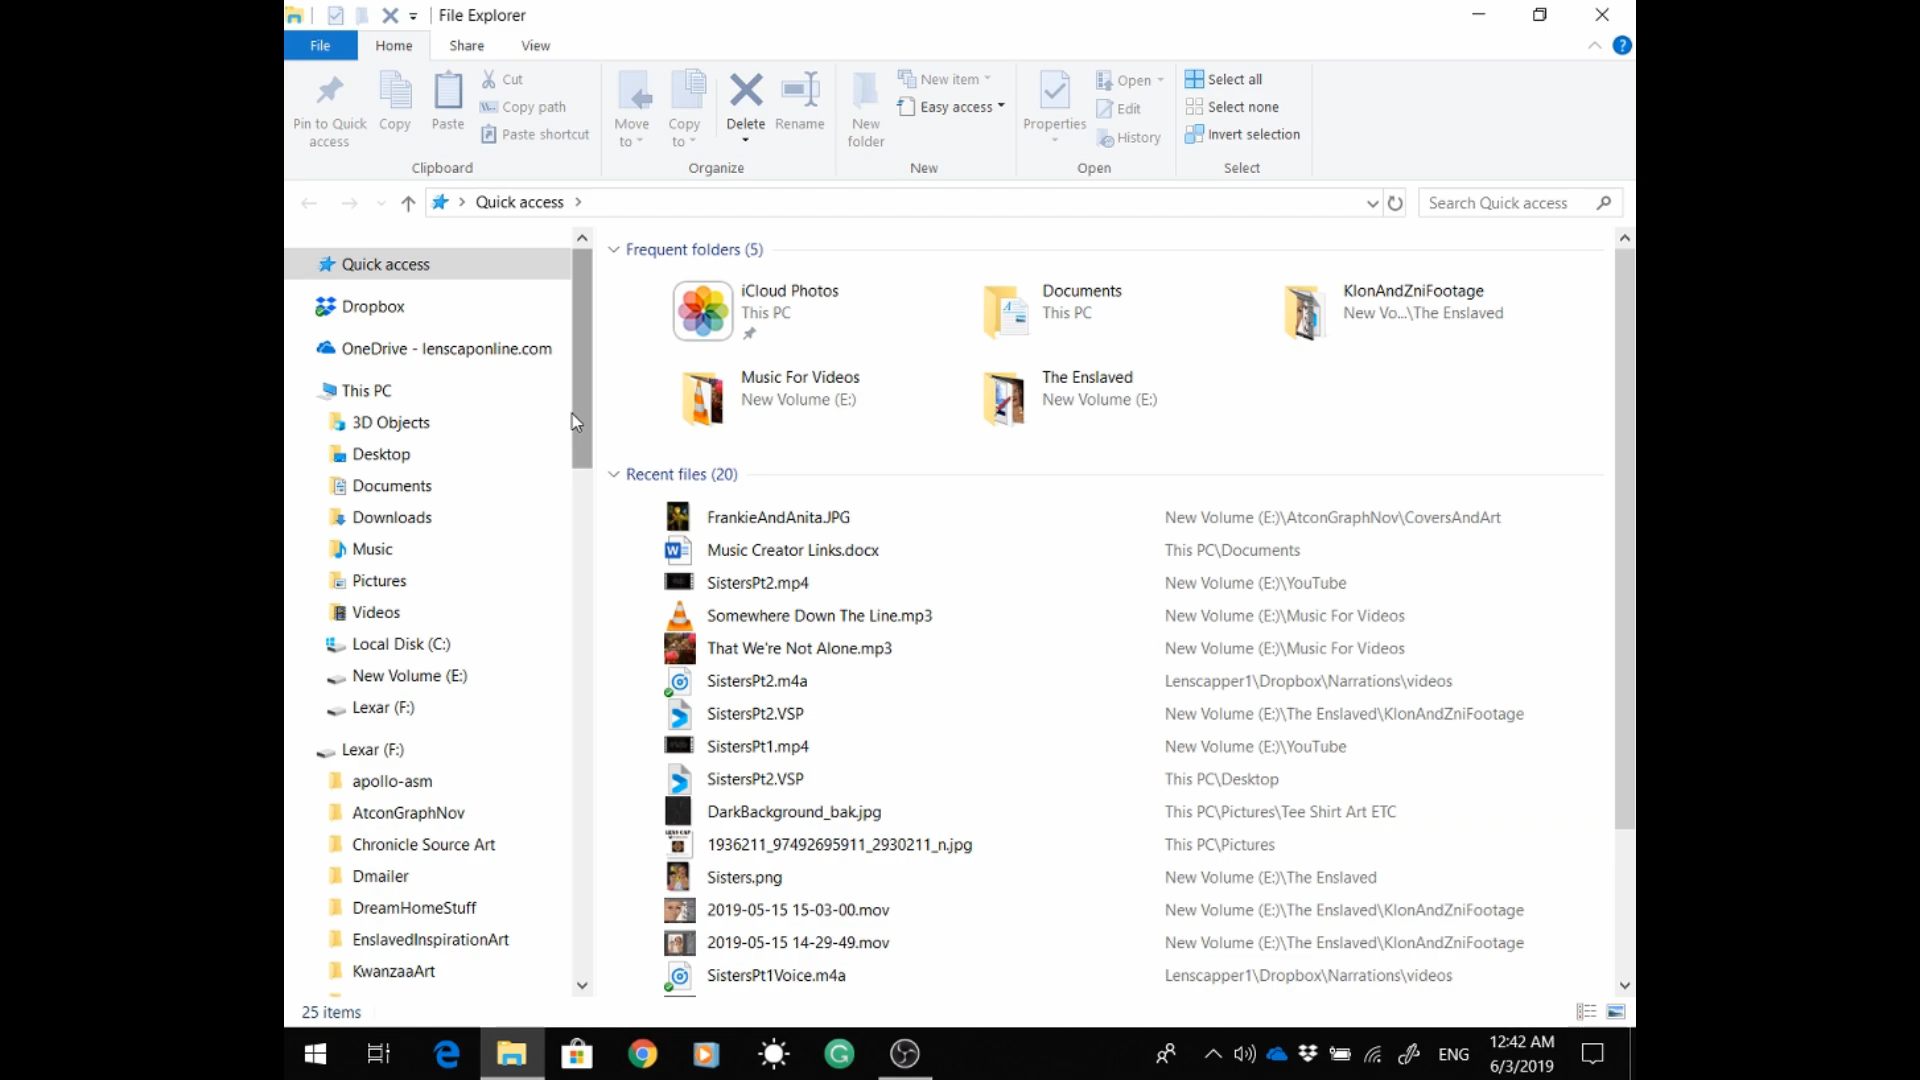 File Explorer
File Home Share View
Pin to Quick access
Copy
Paste
Cut
Copy path
Paste shortcut
Clipboard
Move to
Copy to
Delete
Rename
Organize
New folder
New item
Easy access
New
Properties
Open
Edit
History
Open
Select all
Select none
Invert selection
Select
Quick access
Search Quick access
Quick access
Dropbox
OneDrive - lenscaponline.com
This PC
3D Objects
Desktop
Documents
Downloads
Music
Pictures
Videos
Local Disk (C:)
New Volume (E:)
Lexar (F:)
Lexar (F:)
apollo-asm
AtconGraphNov
Chronicle Source Art
Dmailer
DreamHomeStuff
EnslavedInspirationArt
KwanzaaArt
Frequent folders (5)
iCloud Photos
This PC
Documents
This PC
KlonAndZniFootage
New Vo...\The Enslaved
Music For Videos
New Volume (E:)
The Enslaved
New Volume (E:)
Recent files (20)
FrankieAndAnita.JPG New Volume (E:)\AtconGraphNov\CoversAndArt
Music Creator Links.docx This PC\Documents
SistersPt2.mp4 New Volume (E:)\YouTube
Somewhere Down The Line.mp3 New Volume (E:)\Music For Videos
That We're Not Alone.mp3 New Volume (E:)\Music For Videos
SistersPt2.m4a Lenscapper1\Dropbox\Narrations\videos
SistersPt2.VSP New Volume (E:)\The Enslaved\KlonAndZniFootage
SistersPt1.mp4 New Volume (E:)\YouTube
SistersPt2.VSP This PC\Desktop
DarkBackground_bak.jpg This PC\Pictures\Tee Shirt Art ETC
1936211_97492695911_2930211_n.jpg This PC\Pictures
Sisters.png New Volume (E:)\The Enslaved
2019-05-15 15-03-00.mov New Volume (E:)\The Enslaved\KlonAndZniFootage
2019-05-15 14-29-49.mov New Volume (E:)\The Enslaved\KlonAndZniFootage
SistersPt1Voice.m4a Lenscapper1\Dropbox\Narrations\videos
25 items
ENG
12:42 AM
6/3/2019